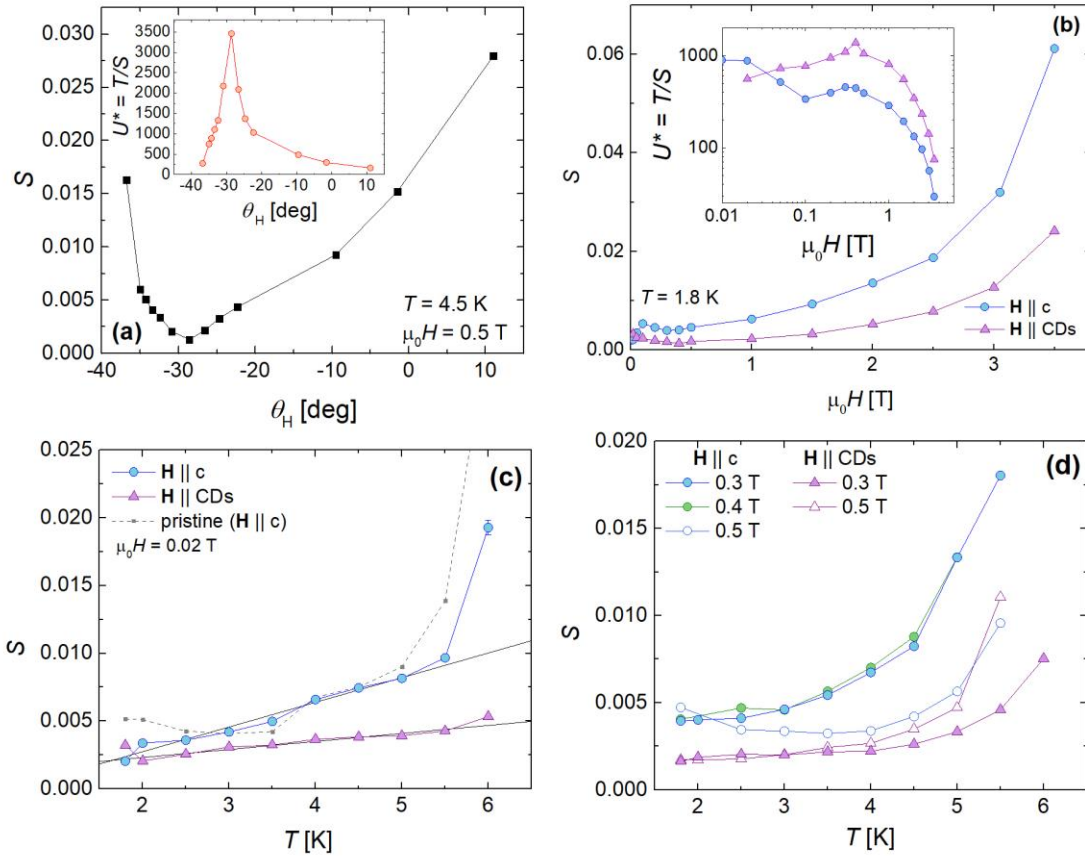 0.030
0.025
0.020
0.015
0.010
0.005
0.000
S
-40
-30
-20
-10
0
10
θH [deg]
U* = T/S
3500
3000
2500
2000
1500
1000
500
0
-40 -30 -20 -10 0 10
θH [deg]
(a)
T = 4.5 K
μ0H = 0.5 T
(b)
0.06
0.04
0.02
0.00
S
0
1
2
3
μ0H [T]
U* = T/S
1000
100
0.01
0.1
1
μ0H [T]
T = 1.8 K
H || c
H || CDs
(c)
0.025
0.020
0.015
0.010
0.005
0.000
S
2
3
4
5
6
T [K]
H || c
H || CDs
pristine (H || c)
μ0H = 0.02 T
(d)
0.020
0.015
0.010
0.005
0.000
S
2
3
4
5
6
T [K]
H || c H || CDs
0.3 T 0.3 T
0.4 T 0.5 T
0.5 T